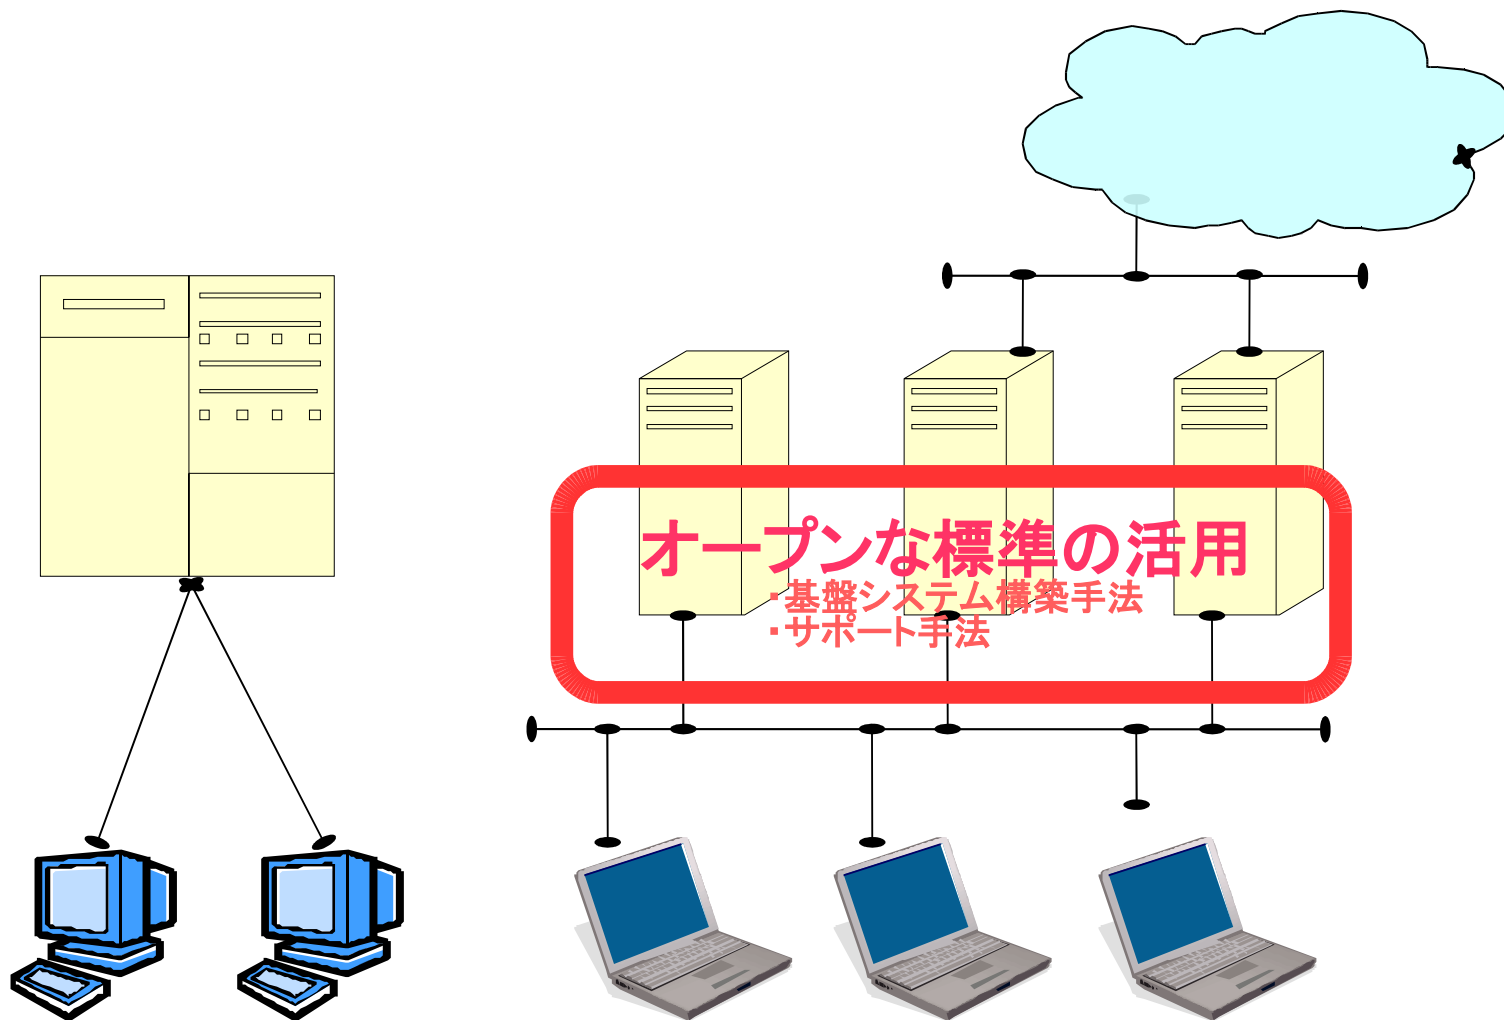 オープンな標準の活用
・基盤システム構築手法
・サポート手法